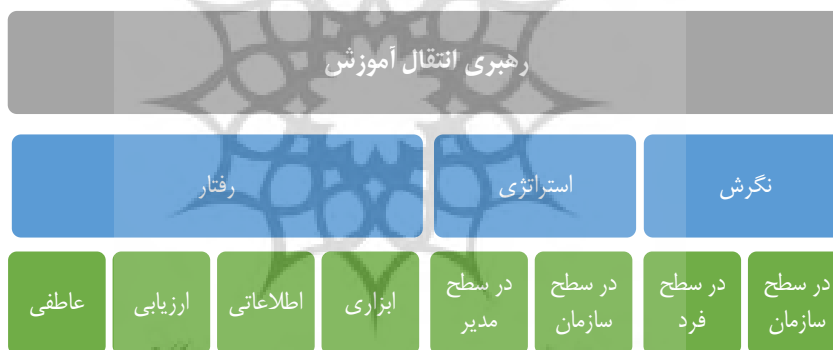 رهبری انتقال آموزش
نگرش
استراتژی
رفتار
در سطح
سازمان
در سطح
فرد
در سطح
سازمان
در سطح
مدیر
ابزاری
اطلاعاتی
ارزیابی
عاطفی